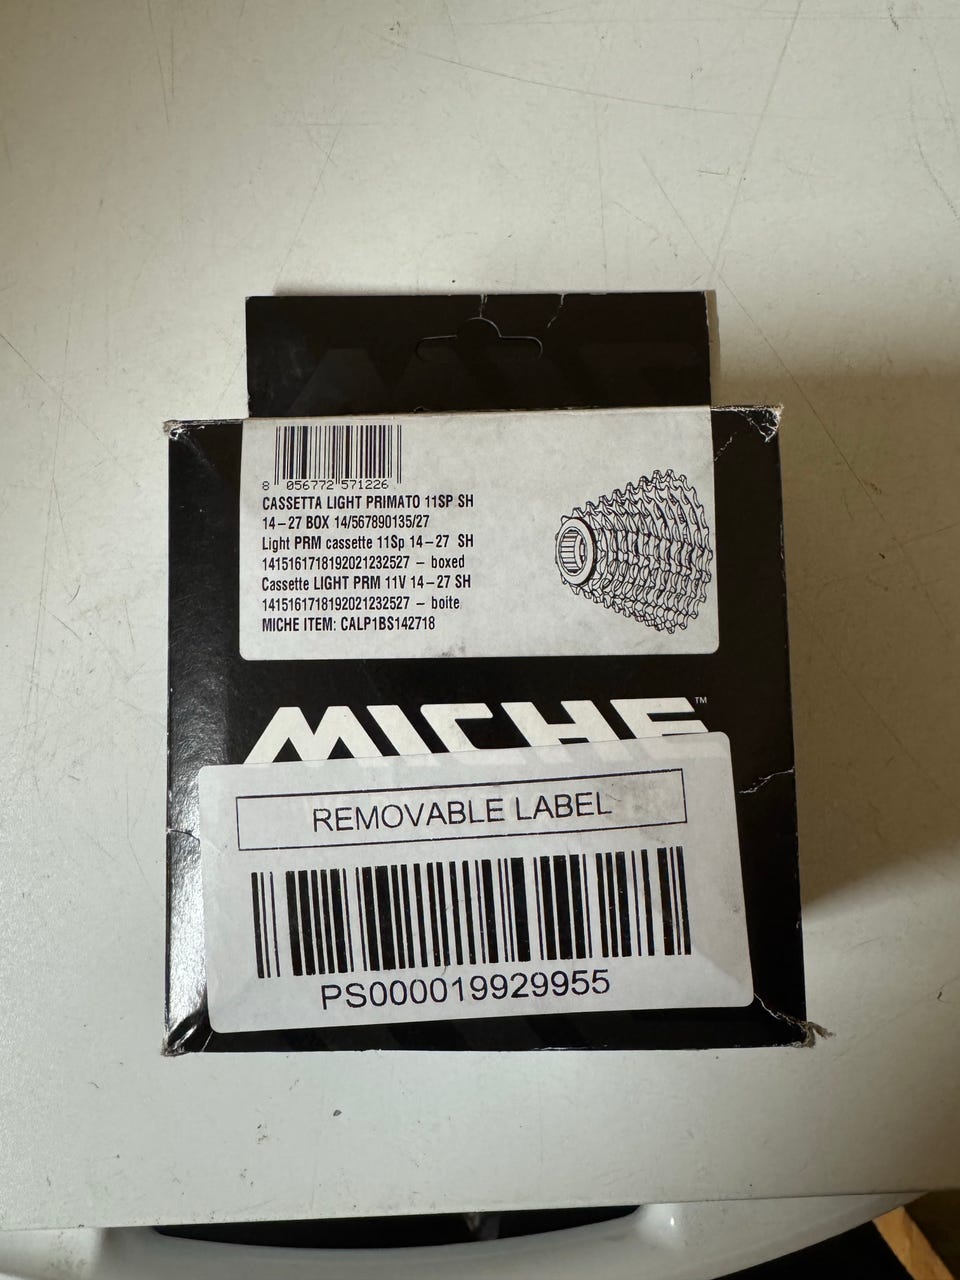 8 056772 571226
CASSETTA LIGHT PRIMATO 11SP SH
14-27 BOX 14/567890135/27
Light PRM cassette 11Sp 14-27 SH
1415161718192021232527 - boxed
Cassette LIGHT PRM 11V 14-27 SH
1415161718192021232527 - boite
MICHE ITEM: CALP1BS142718
MICHE™
REMOVABLE LABEL
PS000019929955